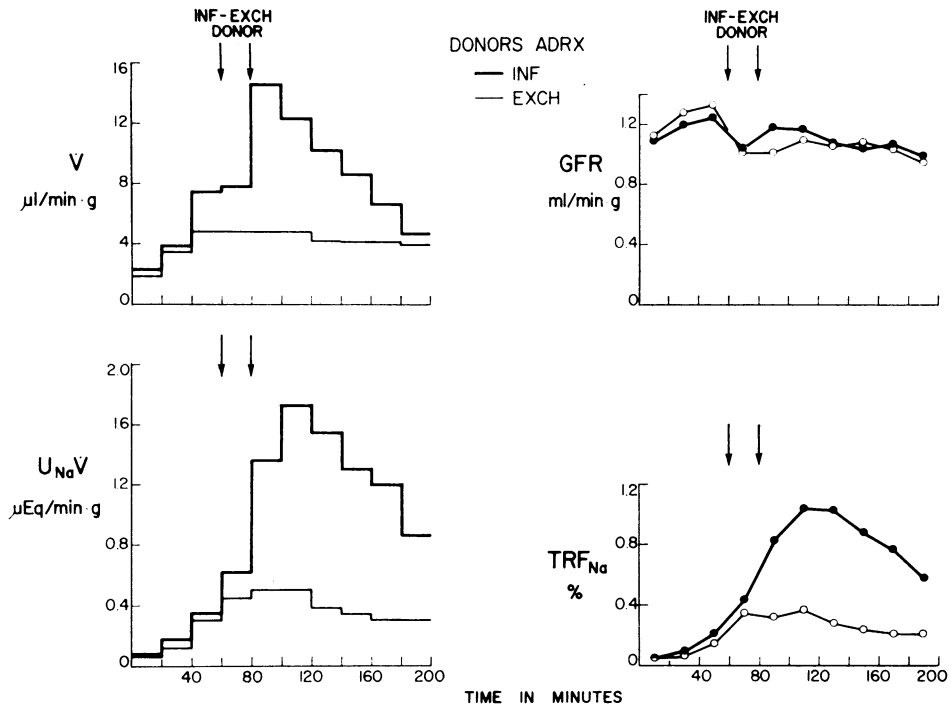 INF-EXCH
DONOR
16
12
8
4
0
V̇
μl/min·g
DONORS ADRX
INF
EXCH
INF-EXCH
DONOR
1.2
0.8
0.4
GFR
ml/min g
2.0
1.6
1.2
0.8
0.4
0
U_NaV̇
μEq/min·g
40
80
120
160
200
1.2
0.8
0.4
0
TRF_Na
%
40
80
120
160
200
TIME IN MINUTES